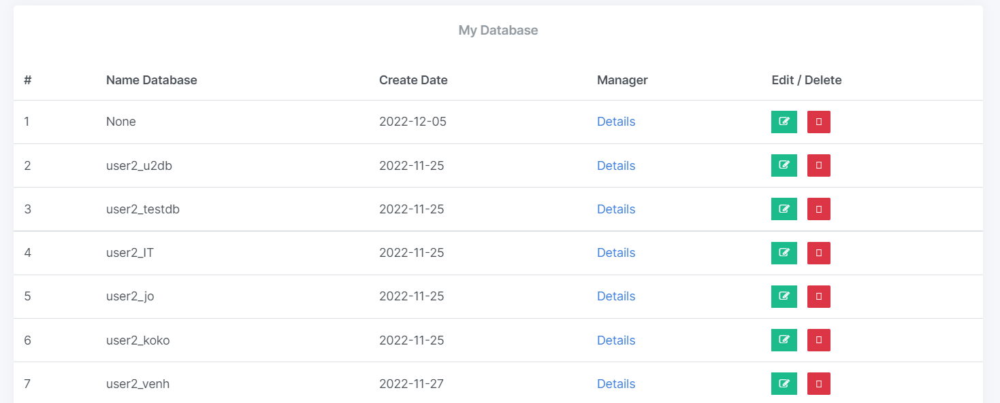 My Database
# Name Database Create Date Manager Edit / Delete
1 None 2022-12-05 Details
2 user2_u2db 2022-11-25 Details
3 user2_testdb 2022-11-25 Details
4 user2_IT 2022-11-25 Details
5 user2_jo 2022-11-25 Details
6 user2_koko 2022-11-25 Details
7 user2_venh 2022-11-27 Details